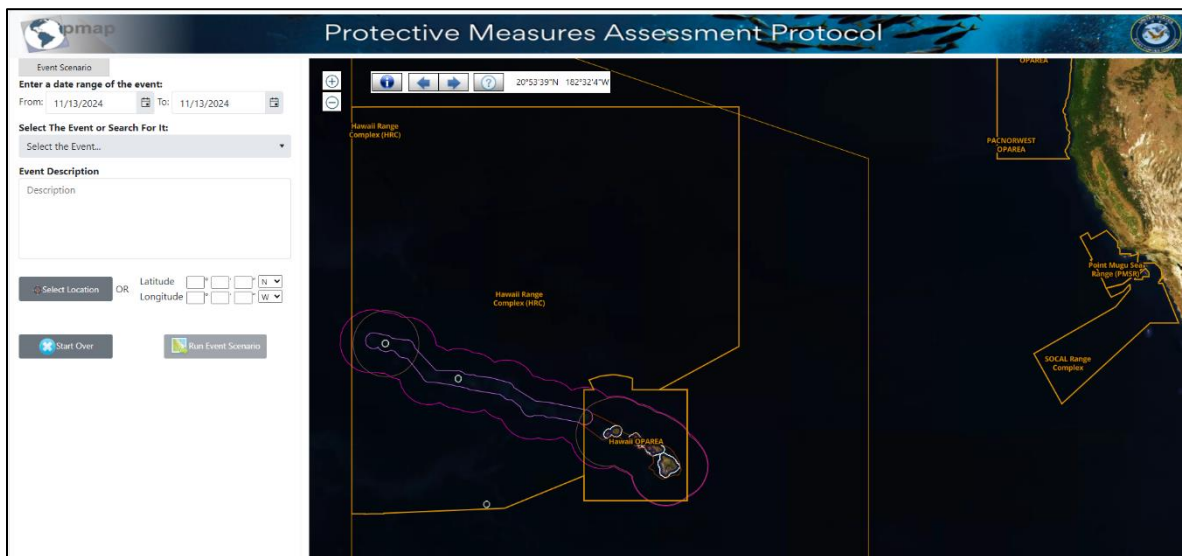 pmap
Protective Measures Assessment Protocol
Event Scenario
Enter a date range of the event:
From: 11/13/2024 To: 11/13/2024
Select The Event or Search For It:
Select the Event...
Event Description
Description
Select Location OR Latitude ° ' " N
Longitude ° ' " W
Start Over Run Event Scenario
20°53'39"N 182°32'4"W
OPAREA
Hawaii Range
Complex (HRC)
PACNORWEST
OPAREA
Point Mugu Sea
Range (PMSR)
Hawaii Range
Complex (HRC)
SOCAL Range
Complex
Hawaii OPAREA